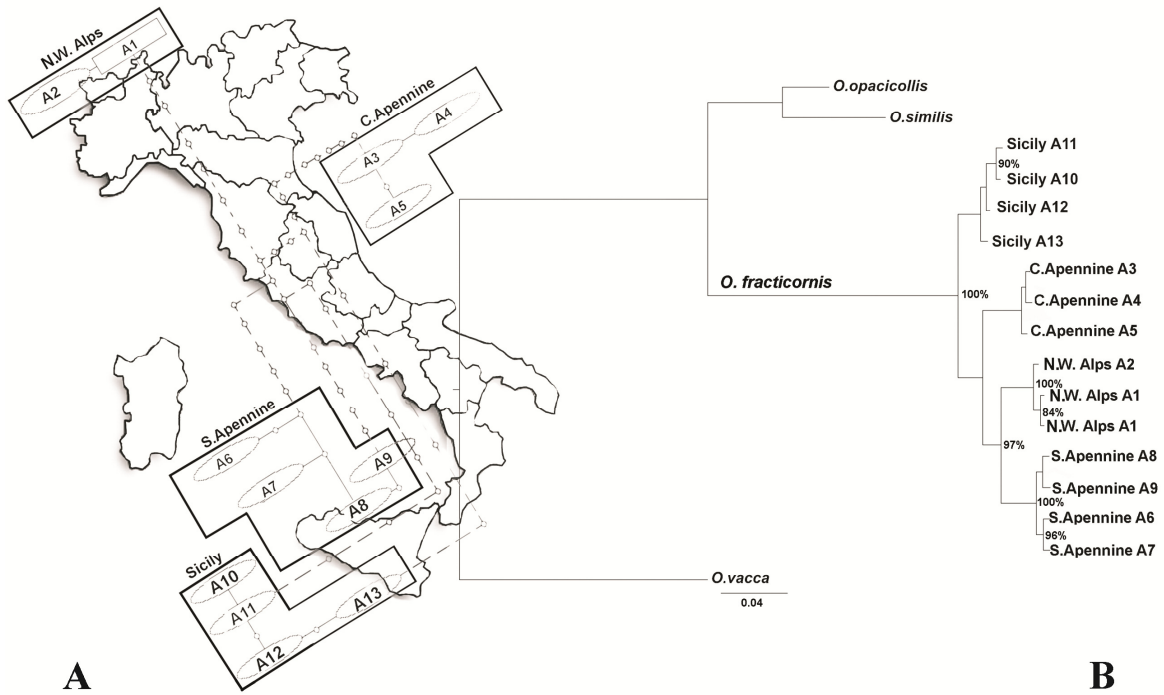 N.W. Alps
A1
A2
C.Apennine
A4
A3
A5
S.Apennine
A6
A7
A9
A8
Sicily
A10
A11
A13
A12
A
O.opacicollis
O.similis
Sicily A11
90%
Sicily A10
Sicily A12
Sicily A13
C.Apennine A3
O. fracticornis
100%
C.Apennine A4
C.Apennine A5
N.W. Alps A2
100%
N.W. Alps A1
84%
N.W. Alps A1
97%
S.Apennine A8
S.Apennine A9
100%
S.Apennine A6
96%
S.Apennine A7
O.vacca
0.04
B